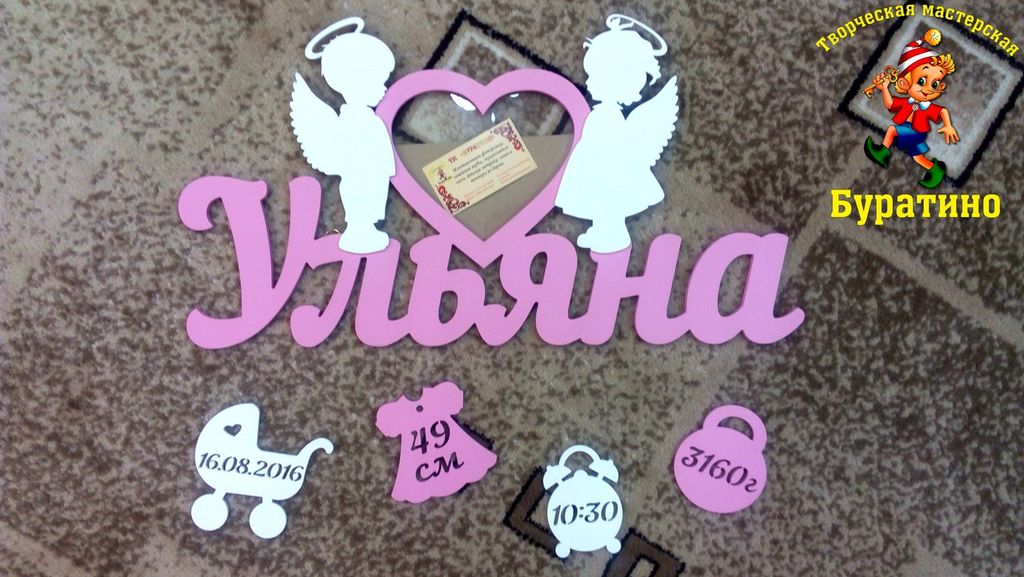 Творческая мастерская
Буратино
Ульяна
16.08.2016
49
см
10:30
3160г